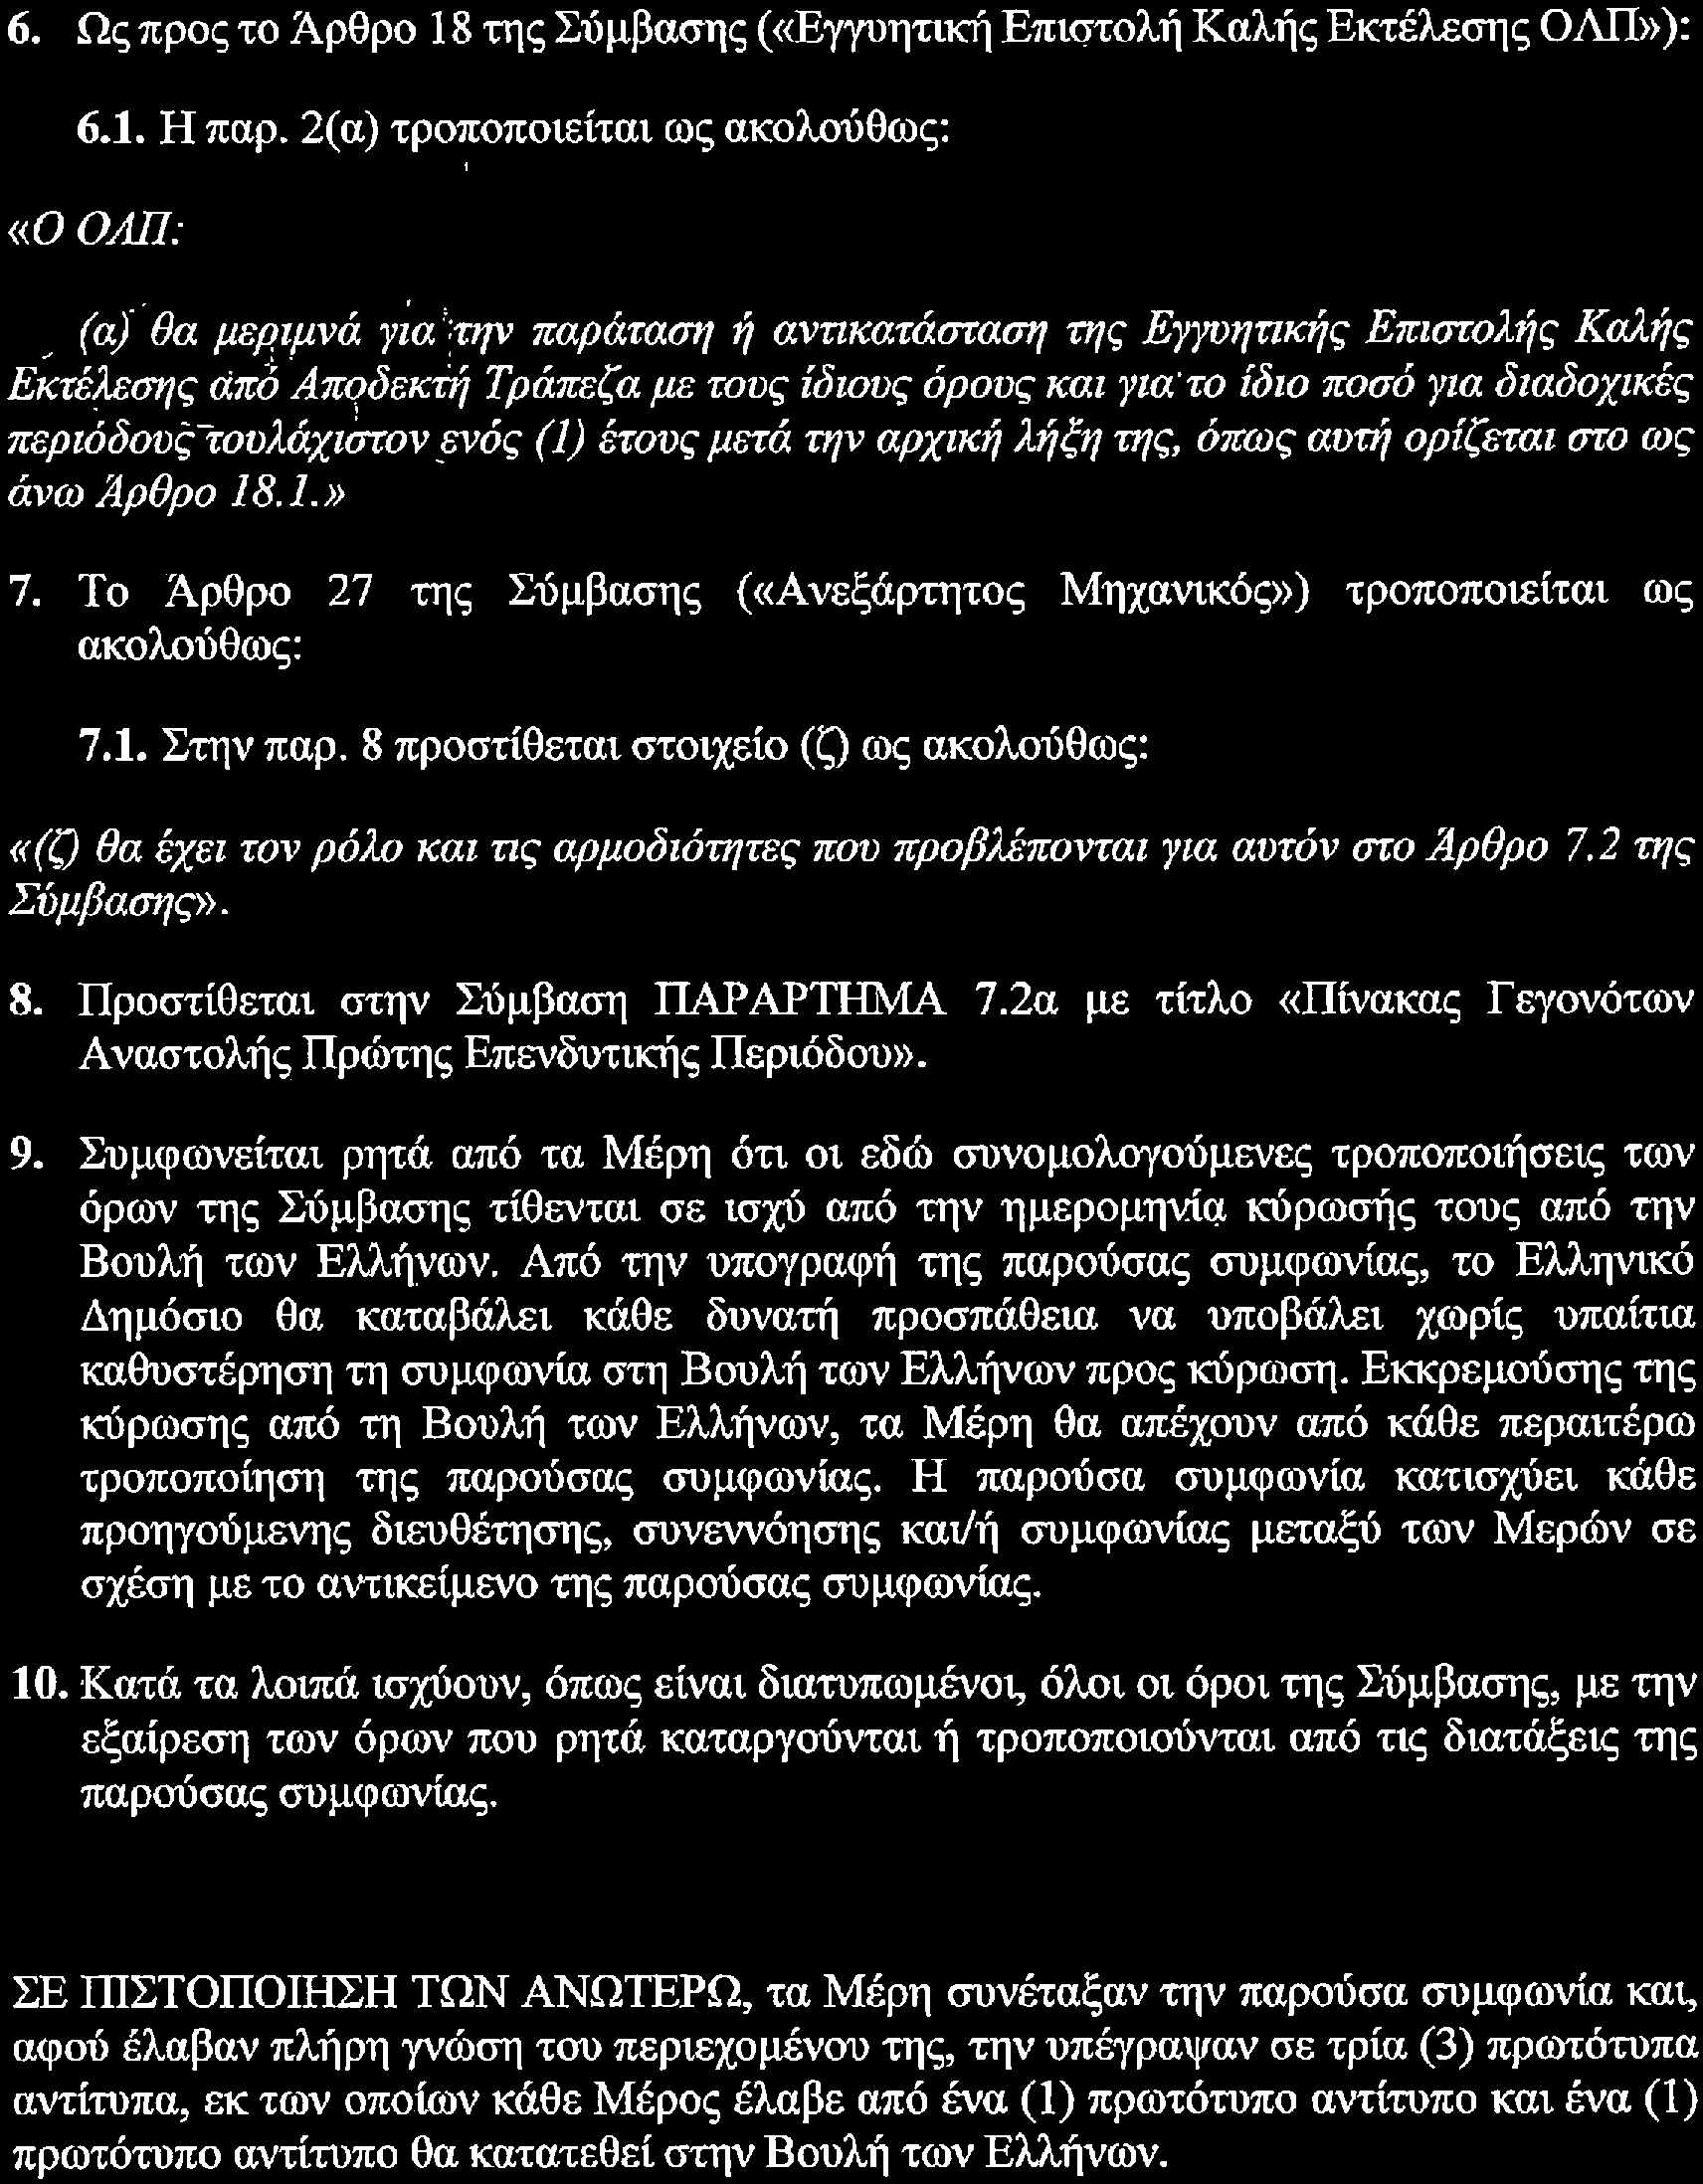 6. Ως προς το Άρθρο 18 της Σύμβασης («Εγγυητική Επιστολή Καλής Εκτέλεσης ΟΛΠ»):
6.1. Η παρ. 2(α) τροποποιείται ως ακολούθως:
«Ο ΟΛΠ:
(α) θα μεριμνά για την παράταση ή αντικατάσταση της Εγγυητικής Επιστολής Καλής
Εκτέλεσης από Αποδεκτή Τράπεζα με τους ίδιους όρους και για το ίδιο ποσό για διαδοχικές
περιόδους τουλάχιστον ενός (1) έτους μετά την αρχική λήξη της, όπως αυτή ορίζεται στο ως
άνω Άρθρο 18.1.»
7. Το Άρθρο 27 της Σύμβασης («Ανεξάρτητος Μηχανικός») τροποποιείται ως
ακολούθως:
7.1. Στην παρ. 8 προστίθεται στοιχείο (ζ) ως ακολούθως:
«(ζ) θα έχει τον ρόλο και τις αρμοδιότητες που προβλέπονται για αυτόν στο Άρθρο 7.2 της
Σύμβασης».
8. Προστίθεται στην Σύμβαση ΠΑΡΑΡΤΗΜΑ 7.2α με τίτλο «Πίνακας Γεγονότων
Αναστολής Πρώτης Επενδυτικής Περιόδου».
9. Συμφωνείται ρητά από τα Μέρη ότι οι εδώ συνομολογούμενες τροποποιήσεις των
όρων της Σύμβασης τίθενται σε ισχύ από την ημερομηνία κύρωσής τους από την
Βουλή των Ελλήνων. Από την υπογραφή της παρούσας συμφωνίας, το Ελληνικό
Δημόσιο θα καταβάλει κάθε δυνατή προσπάθεια να υποβάλει χωρίς υπαίτια
καθυστέρηση τη συμφωνία στη Βουλή των Ελλήνων προς κύρωση. Εκκρεμούσης της
κύρωσης από τη Βουλή των Ελλήνων, τα Μέρη θα απέχουν από κάθε περαιτέρω
τροποποίηση της παρούσας συμφωνίας. Η παρούσα συμφωνία κατισχύει κάθε
προηγούμενης διευθέτησης, συνεννόησης και/ή συμφωνίας μεταξύ των Μερών σε
σχέση με το αντικείμενο της παρούσας συμφωνίας.
10. Κατά τα λοιπά ισχύουν, όπως είναι διατυπωμένοι, όλοι οι όροι της Σύμβασης, με την
εξαίρεση των όρων που ρητά καταργούνται ή τροποποιούνται από τις διατάξεις της
παρούσας συμφωνίας.
ΣΕ ΠΙΣΤΟΠΟΙΗΣΗ ΤΩΝ ΑΝΩΤΕΡΩ, τα Μέρη συνέταξαν την παρούσα συμφωνία και,
αφού έλαβαν πλήρη γνώση του περιεχομένου της, την υπέγραψαν σε τρία (3) πρωτότυπα
αντίτυπα, εκ των οποίων κάθε Μέρος έλαβε από ένα (1) πρωτότυπο αντίτυπο και ένα (1)
πρωτότυπο αντίτυπο θα κατατεθεί στην Βουλή των Ελλήνων.